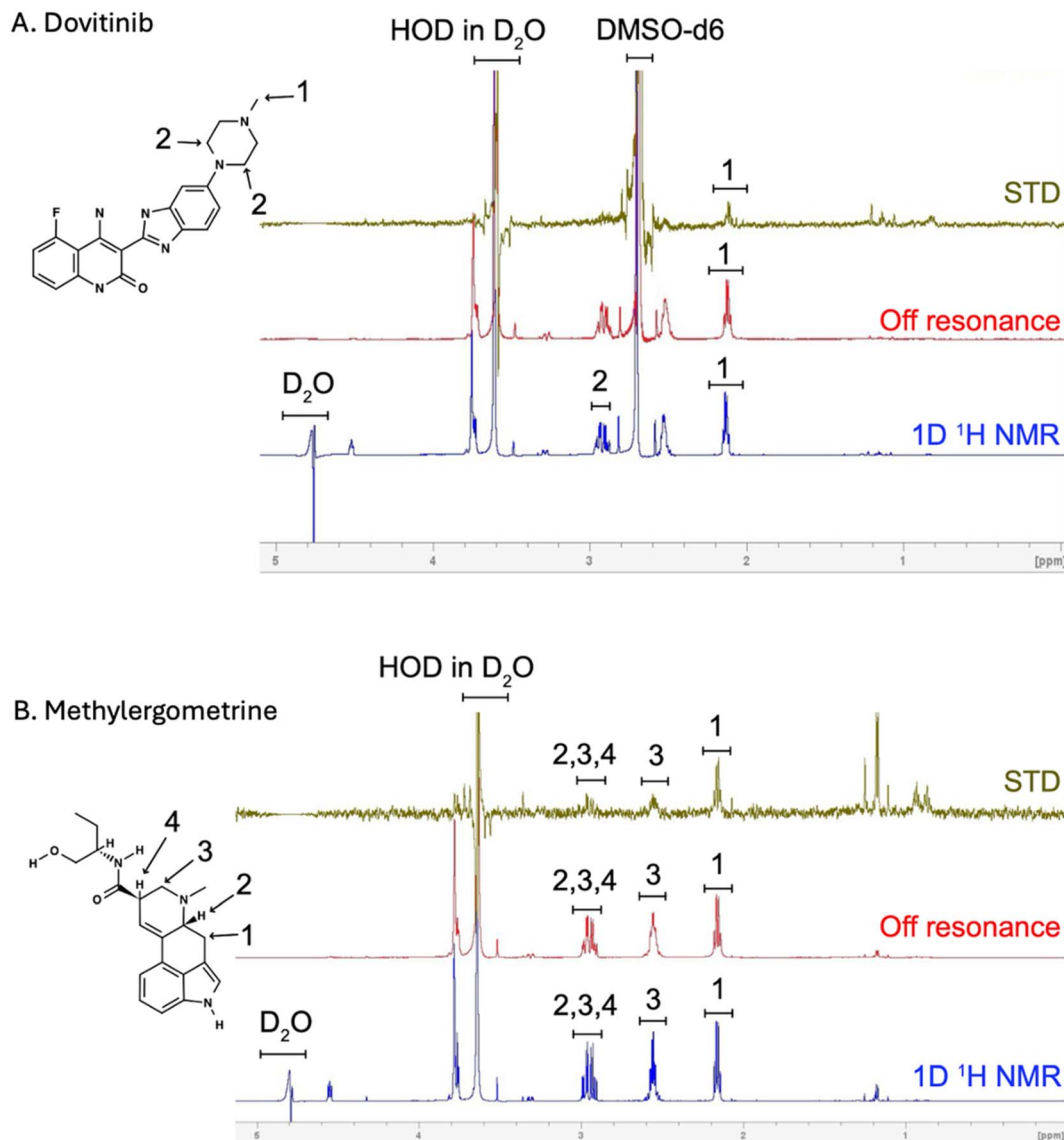 A. Dovitinib
HOD in D₂O
DMSO-d6
1
2
N
N
2
F
N
N
N
N
O
1
STD
1
Off resonance
D₂O
2
1
1D ¹H NMR
5
4
3
2
1
[ppm]
HOD in D₂O
B. Methylergometrine
2,3,4
3
1
STD
4
3
2
1
H
O
H
N
H
O
H
N
H
N
H
2,3,4
3
1
Off resonance
D₂O
2,3,4
3
1
1D ¹H NMR
5
3
2
[ppm]